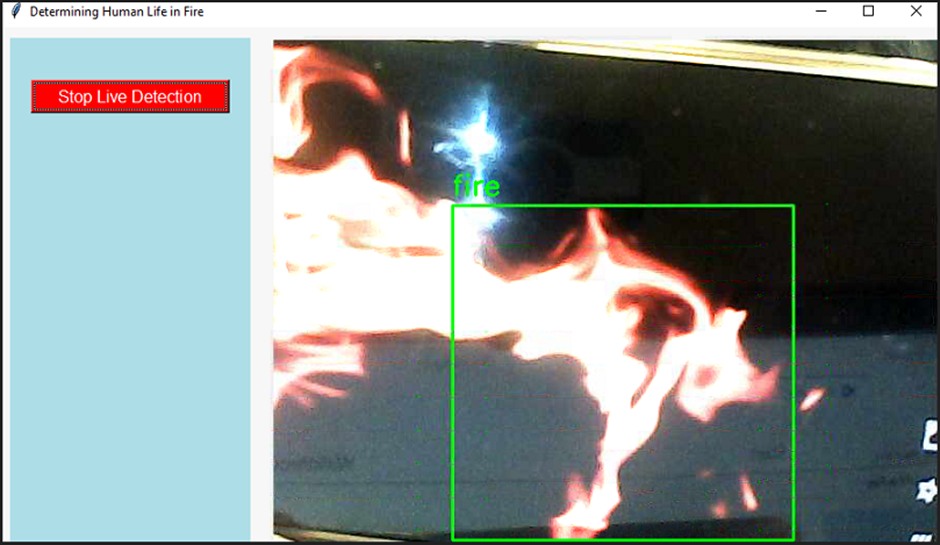 Determining Human Life in Fire
Stop Live Detection
fire